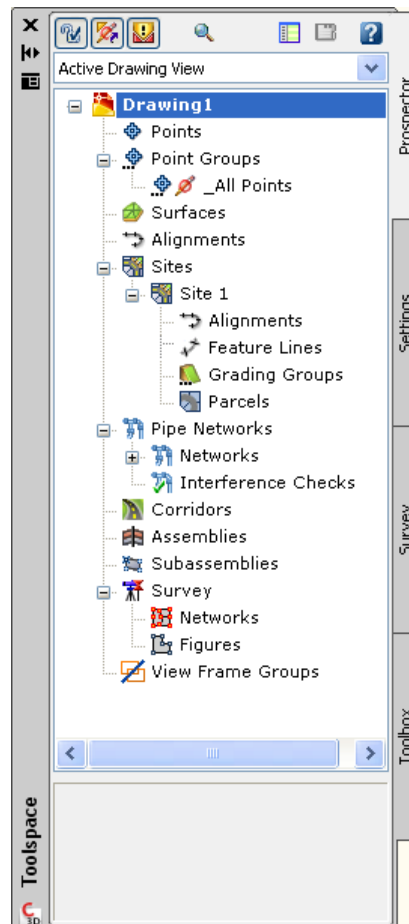 Active Drawing View
Drawing1
Points
Point Groups
_All Points
Surfaces
Alignments
Sites
Site 1
Alignments
Feature Lines
Grading Groups
Parcels
Pipe Networks
Networks
Interference Checks
Corridors
Assemblies
Subassemblies
Survey
Networks
Figures
View Frame Groups
Prospector
Settings
Survey
Toolbox
Toolspace
C
3D